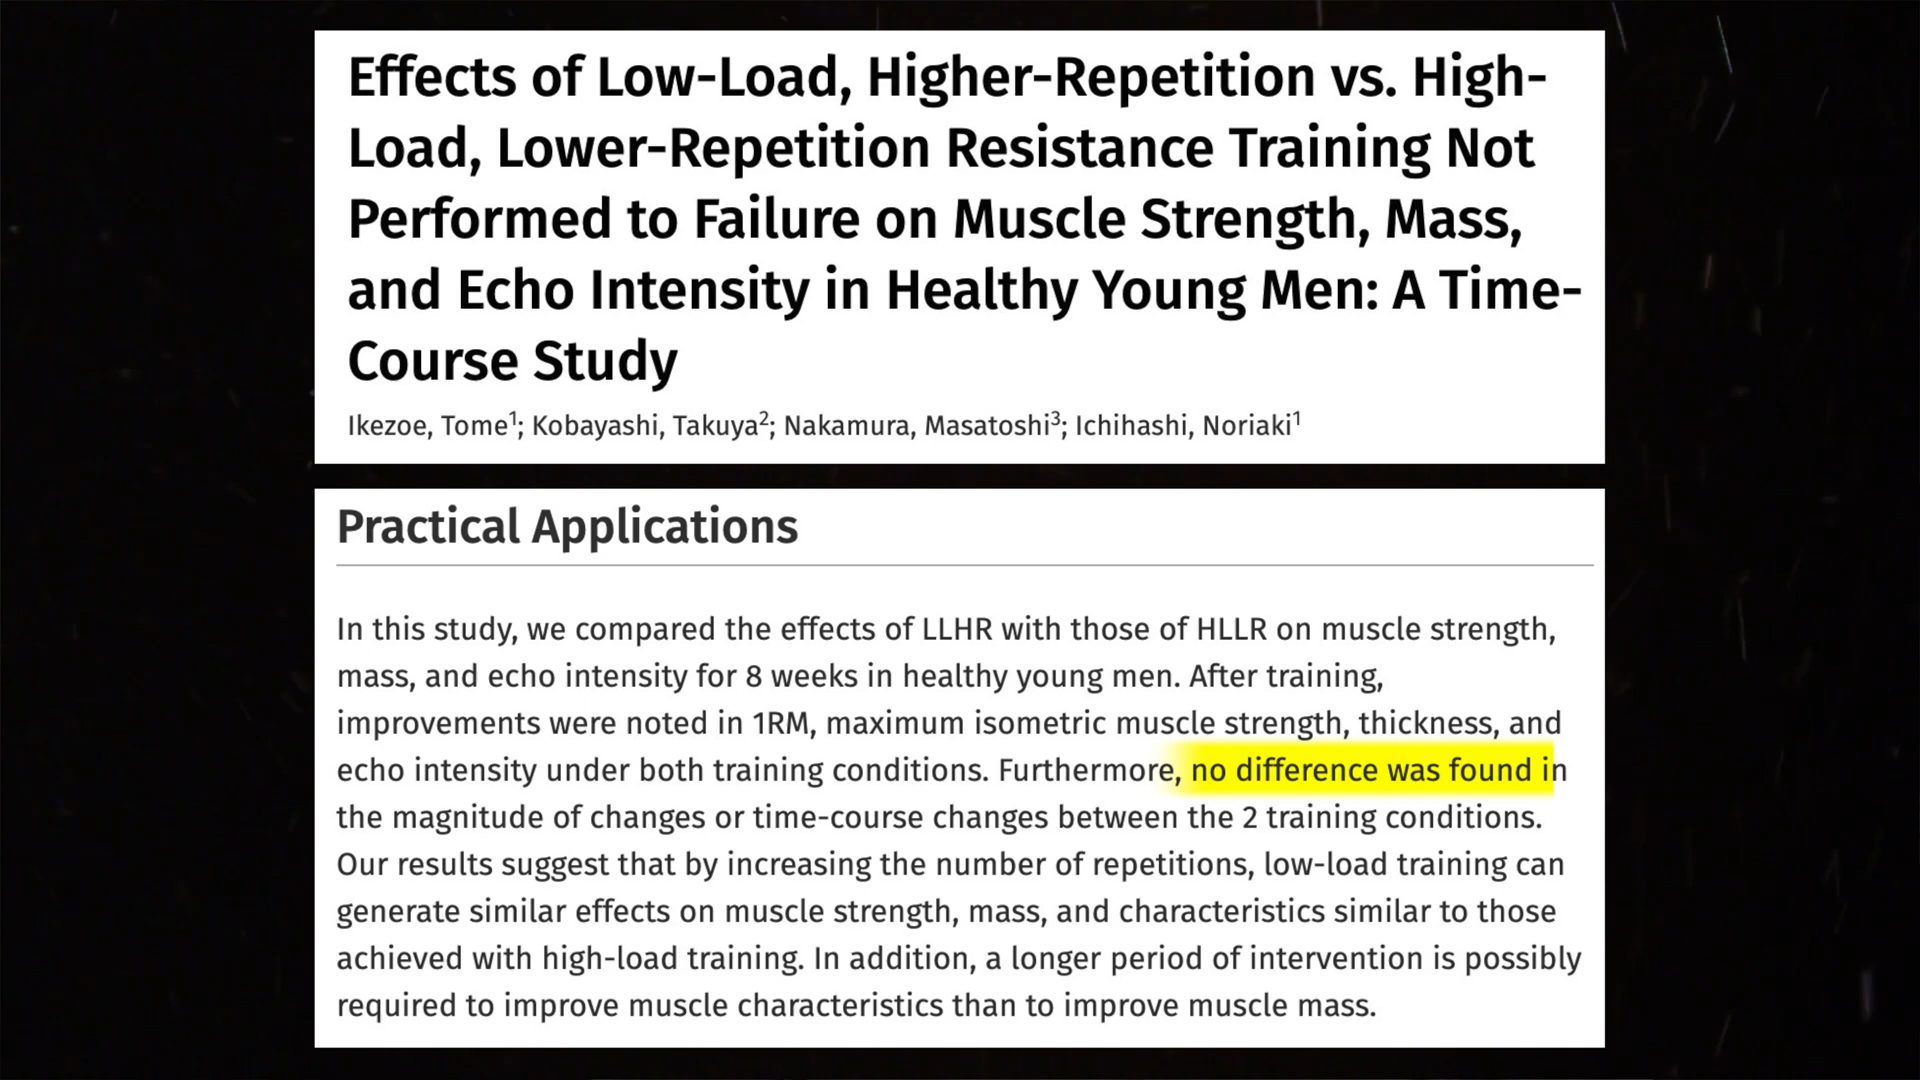 Effects of Low-Load, Higher-Repetition vs. High-
Load, Lower-Repetition Resistance Training Not
Performed to Failure on Muscle Strength, Mass,
and Echo Intensity in Healthy Young Men: A Time-
Course Study
Ikezoe, Tome1; Kobayashi, Takuya2; Nakamura, Masatoshi3; Ichihashi, Noriaki1
Practical Applications
In this study, we compared the effects of LLHR with those of HLLR on muscle strength,
mass, and echo intensity for 8 weeks in healthy young men. After training,
improvements were noted in 1RM, maximum isometric muscle strength, thickness, and
echo intensity under both training conditions. Furthermore, no difference was found in
the magnitude of changes or time-course changes between the 2 training conditions.
Our results suggest that by increasing the number of repetitions, low-load training can
generate similar effects on muscle strength, mass, and characteristics similar to those
achieved with high-load training. In addition, a longer period of intervention is possibly
required to improve muscle characteristics than to improve muscle mass.